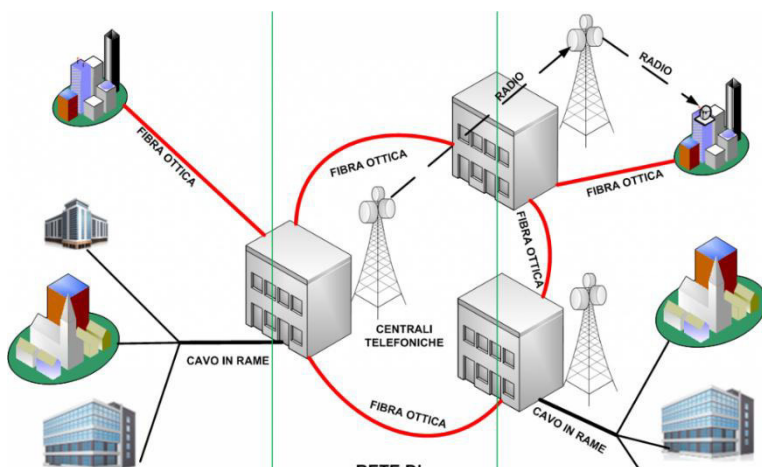 RADIO
RADIO
FIBRA OTTICA
FIBRA OTTICA
FIBRA OTTICA
FIBRA OTTICA
CENTRALI
TELEFONICHE
CAVO IN RAME
FIBRA OTTICA
CAVO IN RAME